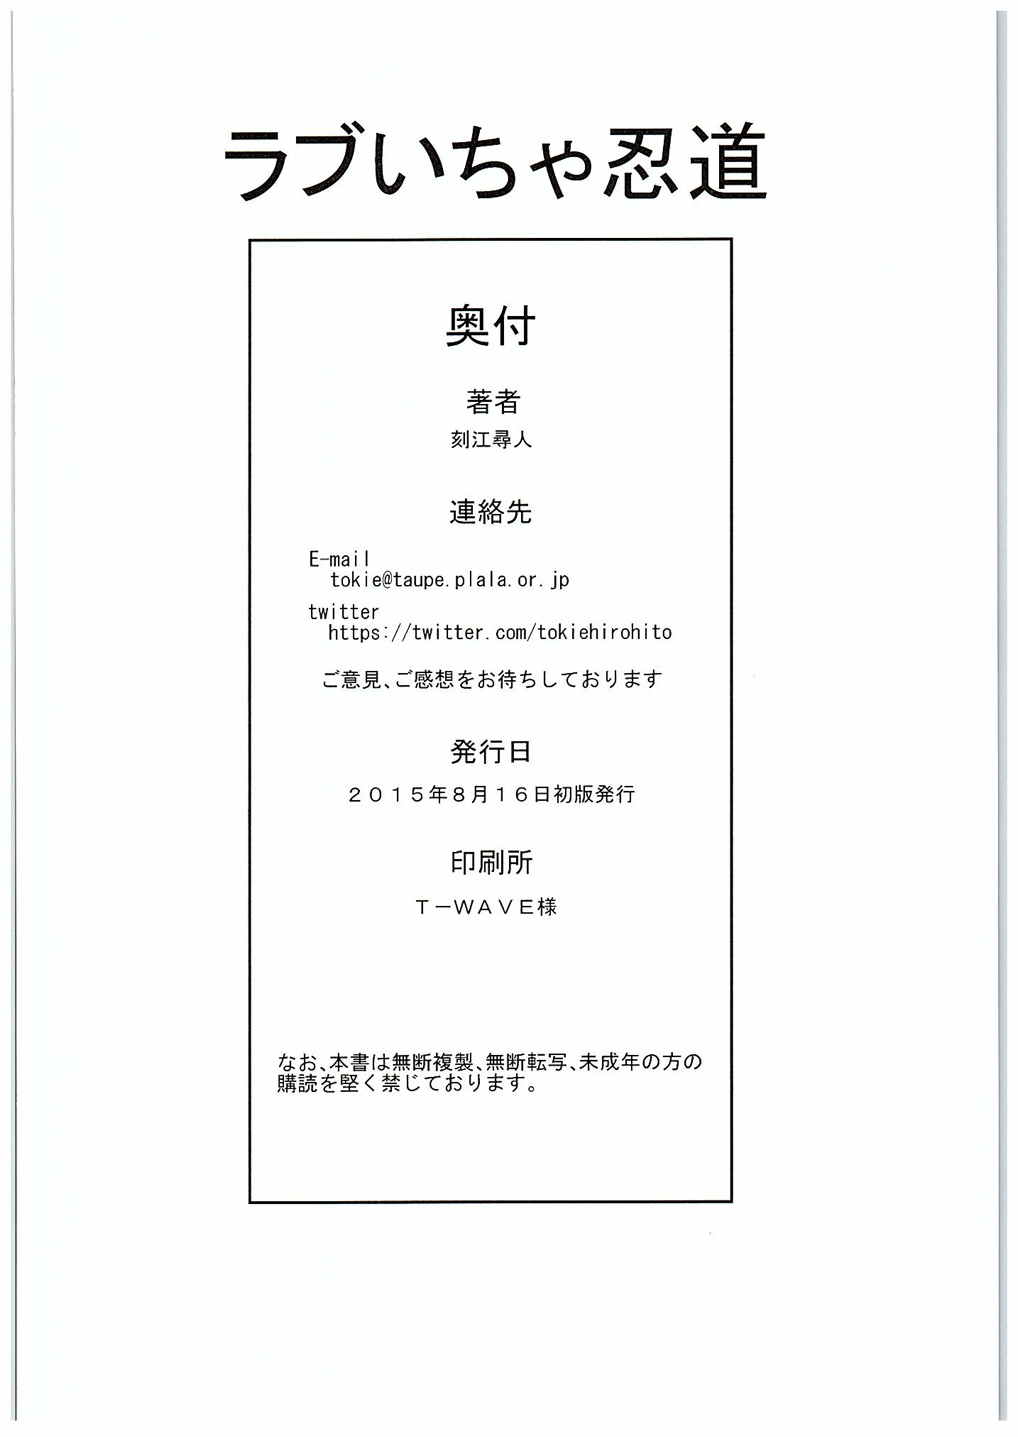 ラブいちゃ忍道
奥付
著者
刻江尋人
連絡先
E-mail
tokie@taupe.plala.or.jp
twitter
https://twitter.com/tokiehirohito
ご意見、ご感想をお待ちしております
発行日
２０１５年８月１６日初版発行
印刷所
Ｔ－ＷＡＶＥ様
なお、本書は無断複製、無断転写、未成年の方の
購読を堅く禁じております。